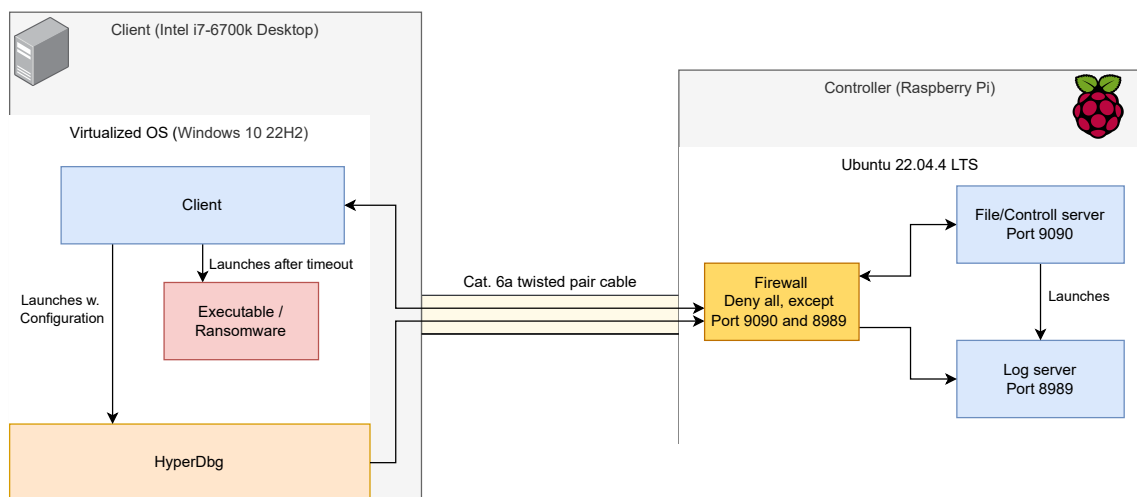 Client (Intel i7-6700k Desktop)
Virtualized OS (Windows 10 22H2)
Client
Launches after timeout
Launches w.
Configuration
Executable /
Ransomware
HyperDbg
Cat. 6a twisted pair cable
Controller (Raspberry Pi)
Ubuntu 22.04.4 LTS
Firewall
Deny all, except
Port 9090 and 8989
File/Controll server
Port 9090
Launches
Log server
Port 8989